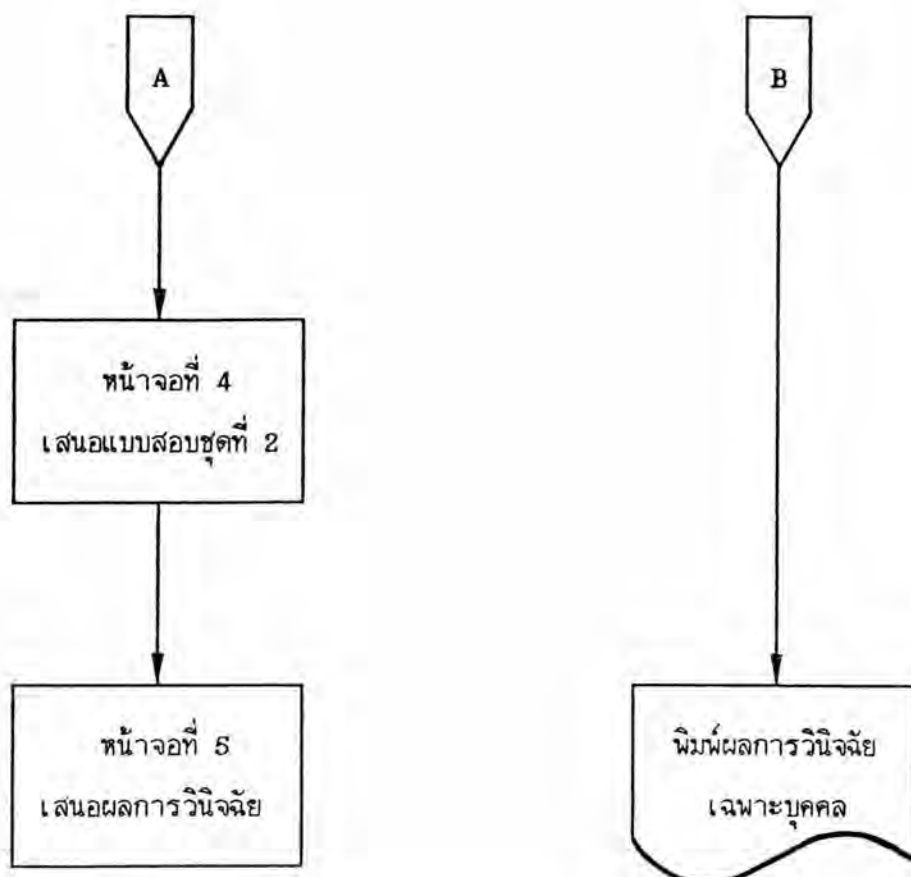 A
หน้าจอที่ 4
เสนอแบบสอบชุดที่ 2
หน้าจอที่ 5
เสนอผลการวินิจฉัย
B
พิมพ์ผลการวินิจฉัย
เฉพาะบุคคล